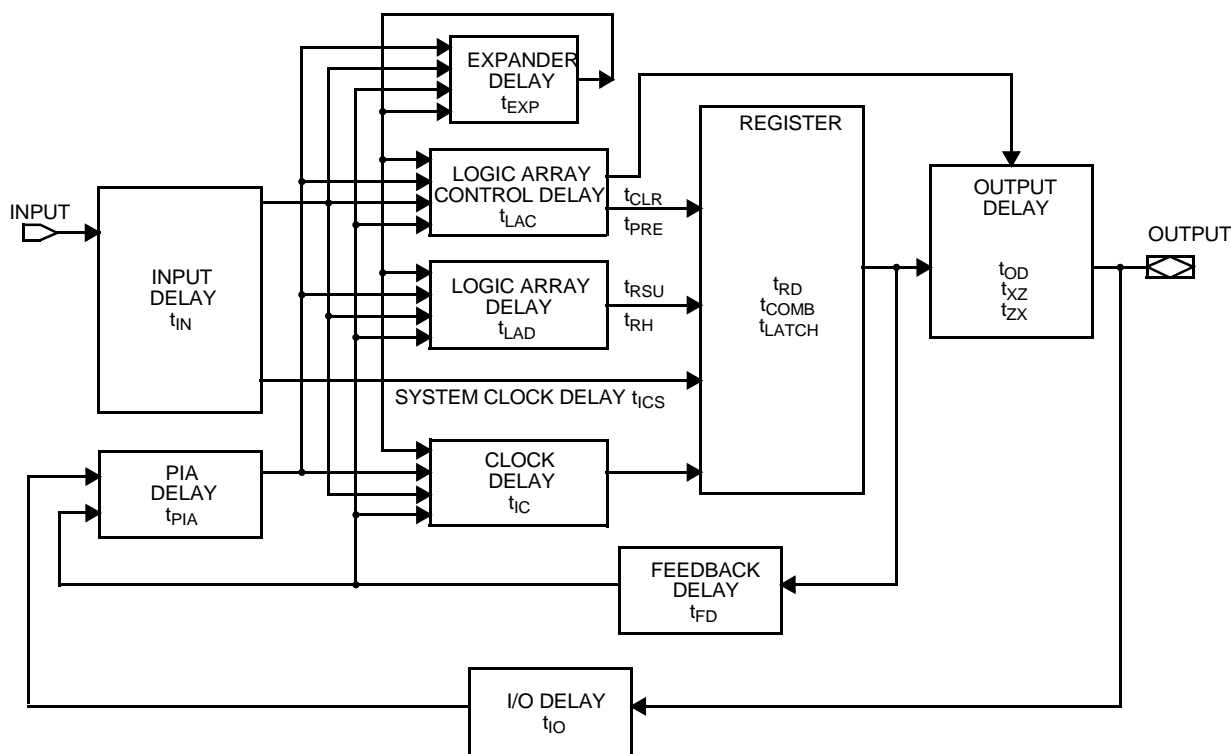 EXPANDER
DELAY
tEXP
REGISTER
LOGIC ARRAY
CONTROL DELAY
tLAC
tCLR
tPRE
OUTPUT
DELAY
INPUT
OUTPUT
INPUT
DELAY
tIN
LOGIC ARRAY
DELAY
tLAD
tRSU
tRH
tRD
tCOMB
tLATCH
tOD
tXZ
tZX
SYSTEM CLOCK DELAY tICS
PIA
DELAY
tPIA
CLOCK
DELAY
tIC
FEEDBACK
DELAY
tFD
I/O DELAY
tIO